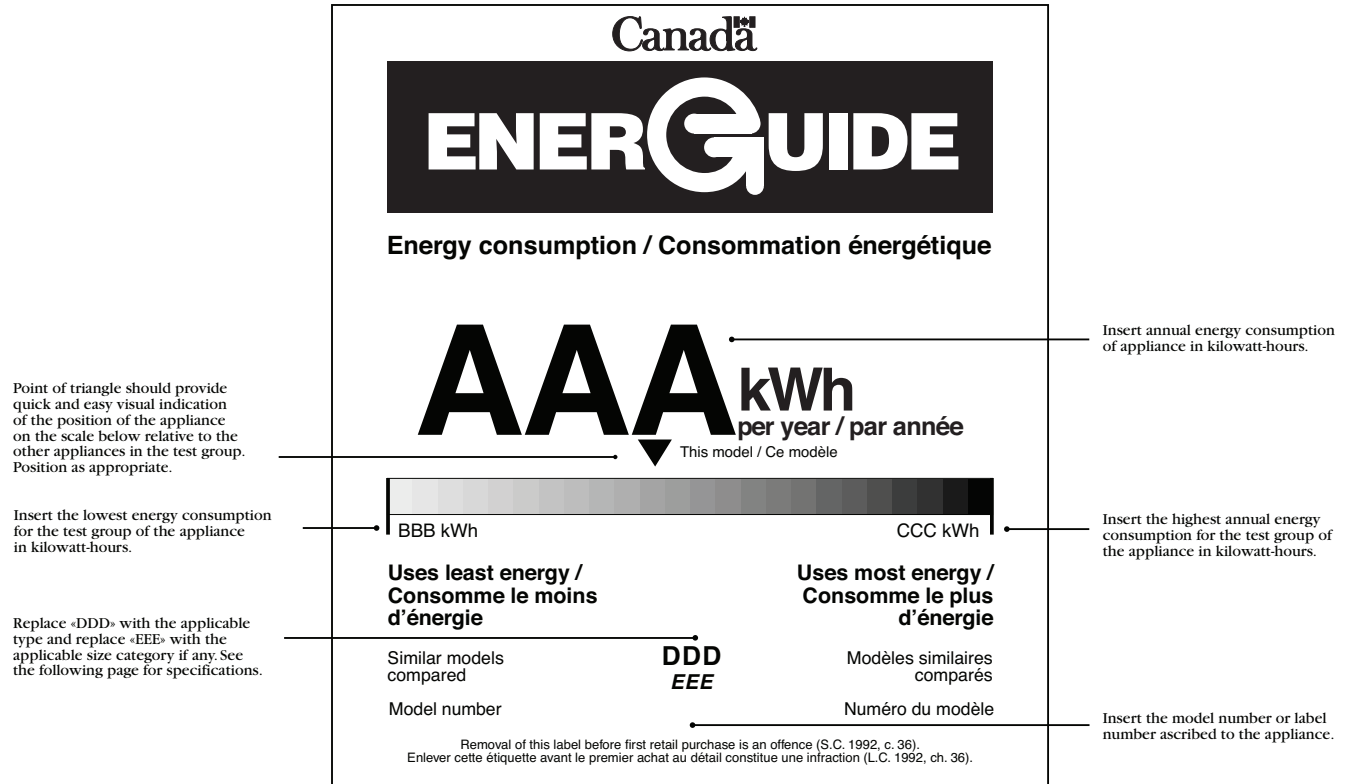 Canada
ENERGUIDE
Energy consumption / Consommation énergétique
AAA kWh
per year / par année
This model / Ce modèle
BBB kWh
CCC kWh
Uses least energy /
Consomme le moins
d'énergie
Uses most energy /
Consomme le plus
d'énergie
Similar models
compared
DDD
EEE
Modèles similaires
comparés
Model number
Numéro du modèle
Removal of this label before first retail purchase is an offence (S.C. 1992, c. 36).
Enlever cette étiquette avant le premier achat au détail constitue une infraction (L.C. 1992, ch. 36).
Point of triangle should provide
quick and easy visual indication
of the position of the appliance
on the scale below relative to the
other appliances in the test group.
Position as appropriate.
Insert the lowest energy consumption
for the test group of the appliance
in kilowatt-hours.
Replace «DDD» with the applicable
type and replace «EEE» with the
applicable size category if any. See
the following page for specifications.
Insert annual energy consumption
of appliance in kilowatt-hours.
Insert the highest annual energy
consumption for the test group of
the appliance in kilowatt-hours.
Insert the model number or label
number ascribed to the appliance.